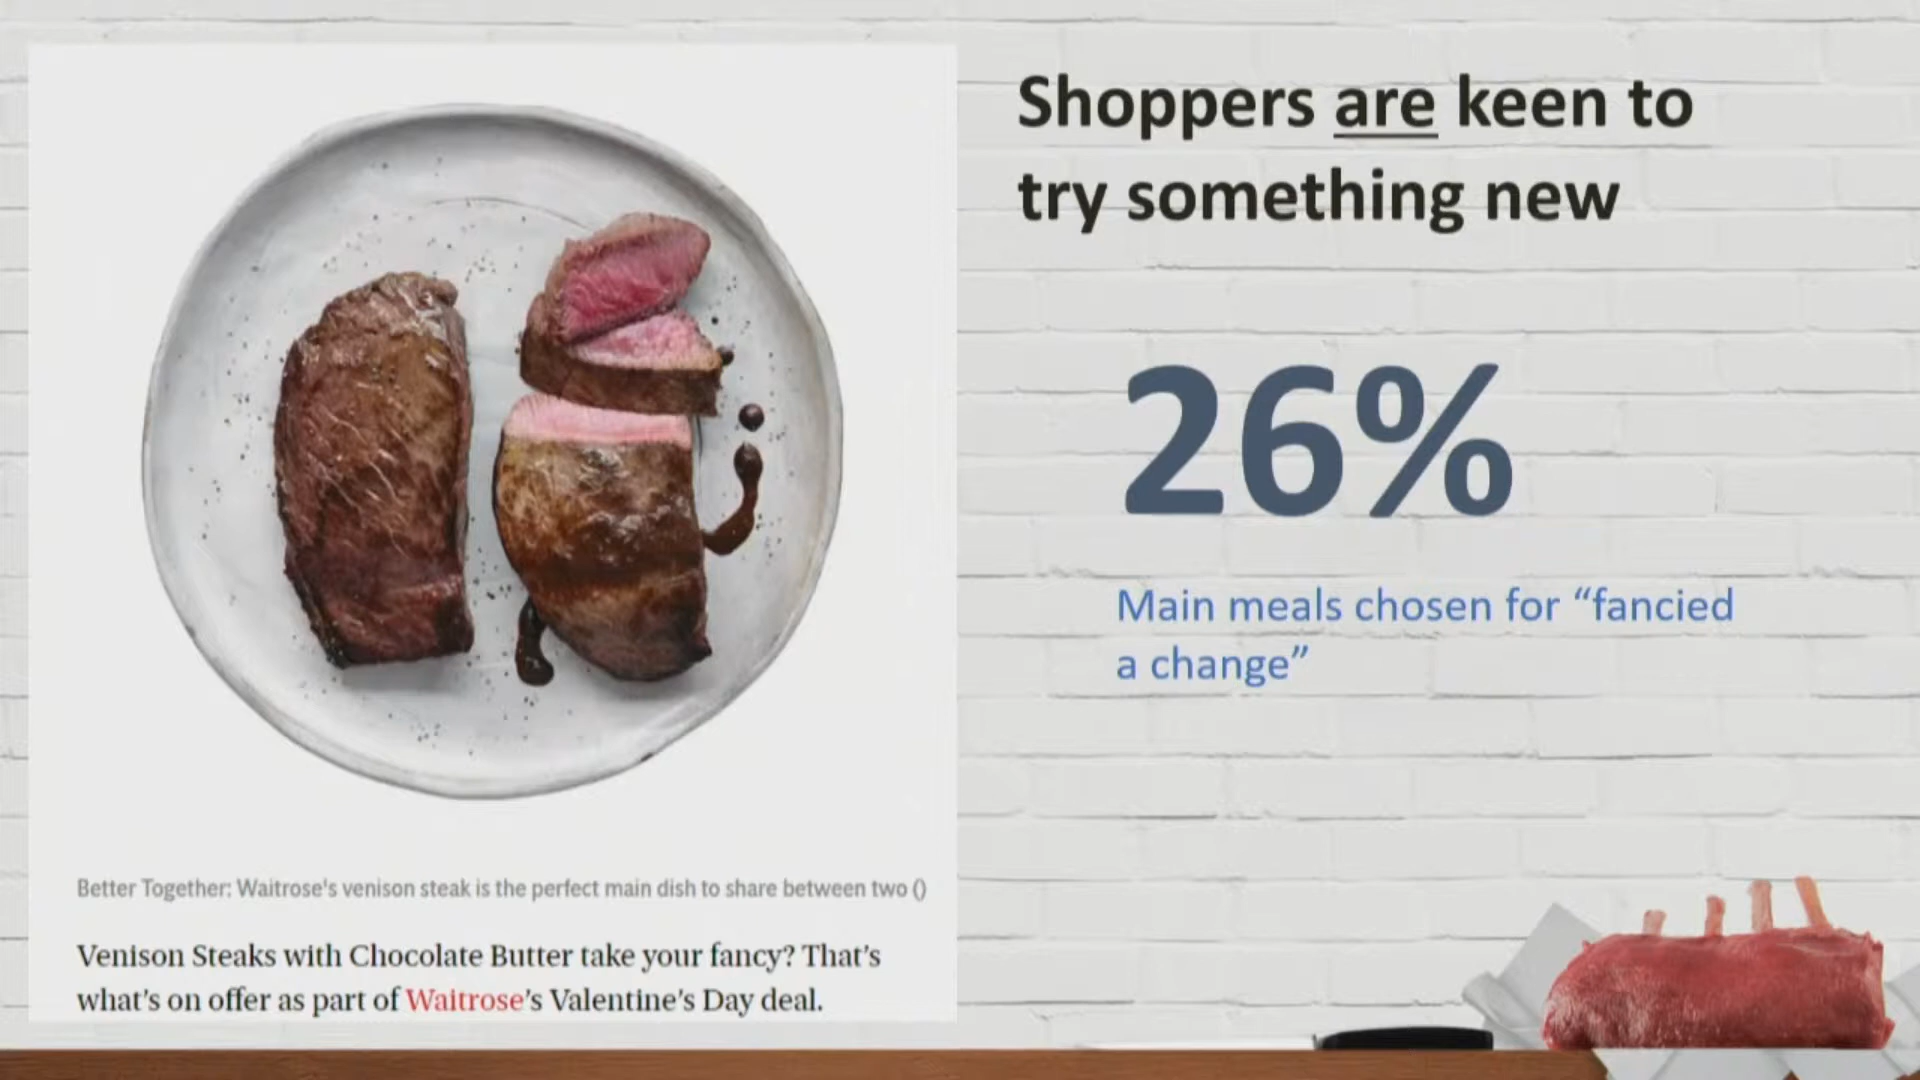 Shoppers are keen to
try something new
26%
Main meals chosen for “fancied
a change”
Better Together: Waitrose's venison steak is the perfect main dish to share between two ()
Venison Steaks with Chocolate Butter take your fancy? That’s
what’s on offer as part of Waitrose’s Valentine’s Day deal.